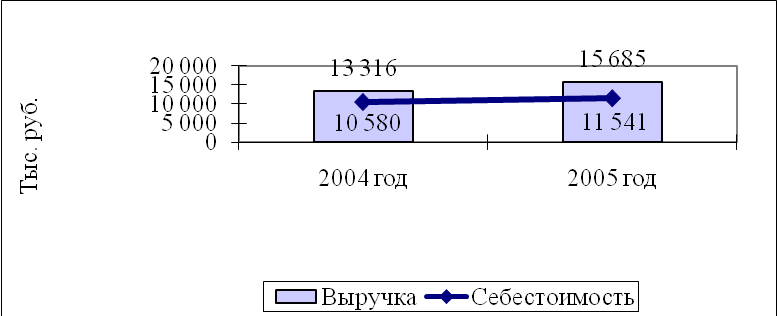 Тыс. руб.
20 000
15 000
10 000
5 000
0
13 316
15 685
10 580
11 541
2004 год
2005 год
Выручка
Себестоимость